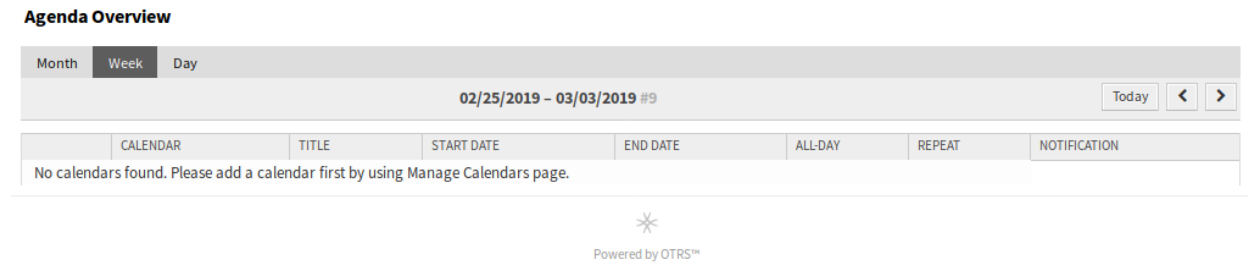 Agenda Overview
Month Week Day
02/25/2019 – 03/03/2019 #9 Today
CALENDAR TITLE START DATE END DATE ALL-DAY REPEAT NOTIFICATION
No calendars found. Please add a calendar first by using Manage Calendars page.
Powered by OTRS™